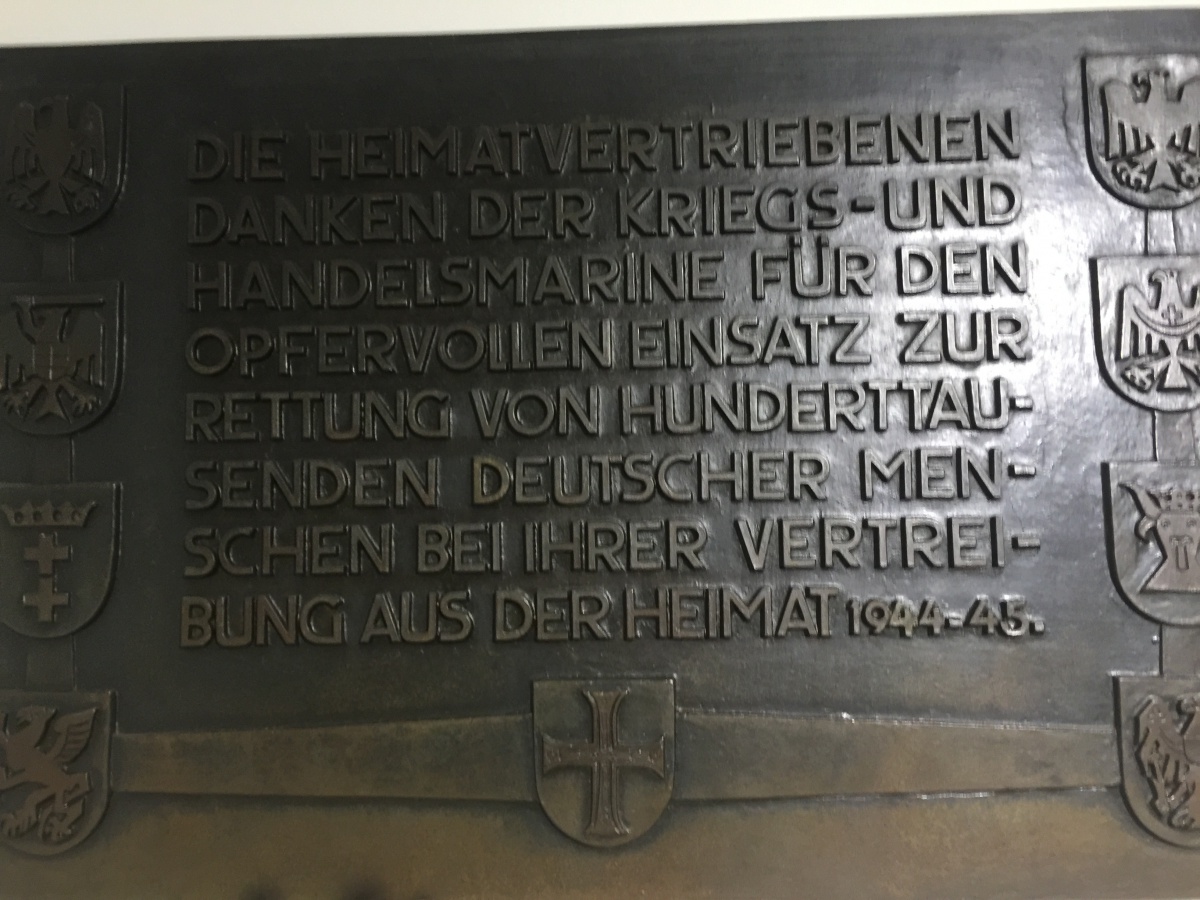 DIE HEIMATVERTRIEBENEN
DANKEN DER KRIEGS-UND
HANDELSMARINE FÜR DEN
OPFERVOLLEN EINSATZ ZUR
RETTUNG VON HUNDERTTAU-
SENDEN DEUTSCHER MEN-
SCHEN BEI IHRER VERTREI-
BUNG AUS DER HEIMAT 1944-45.